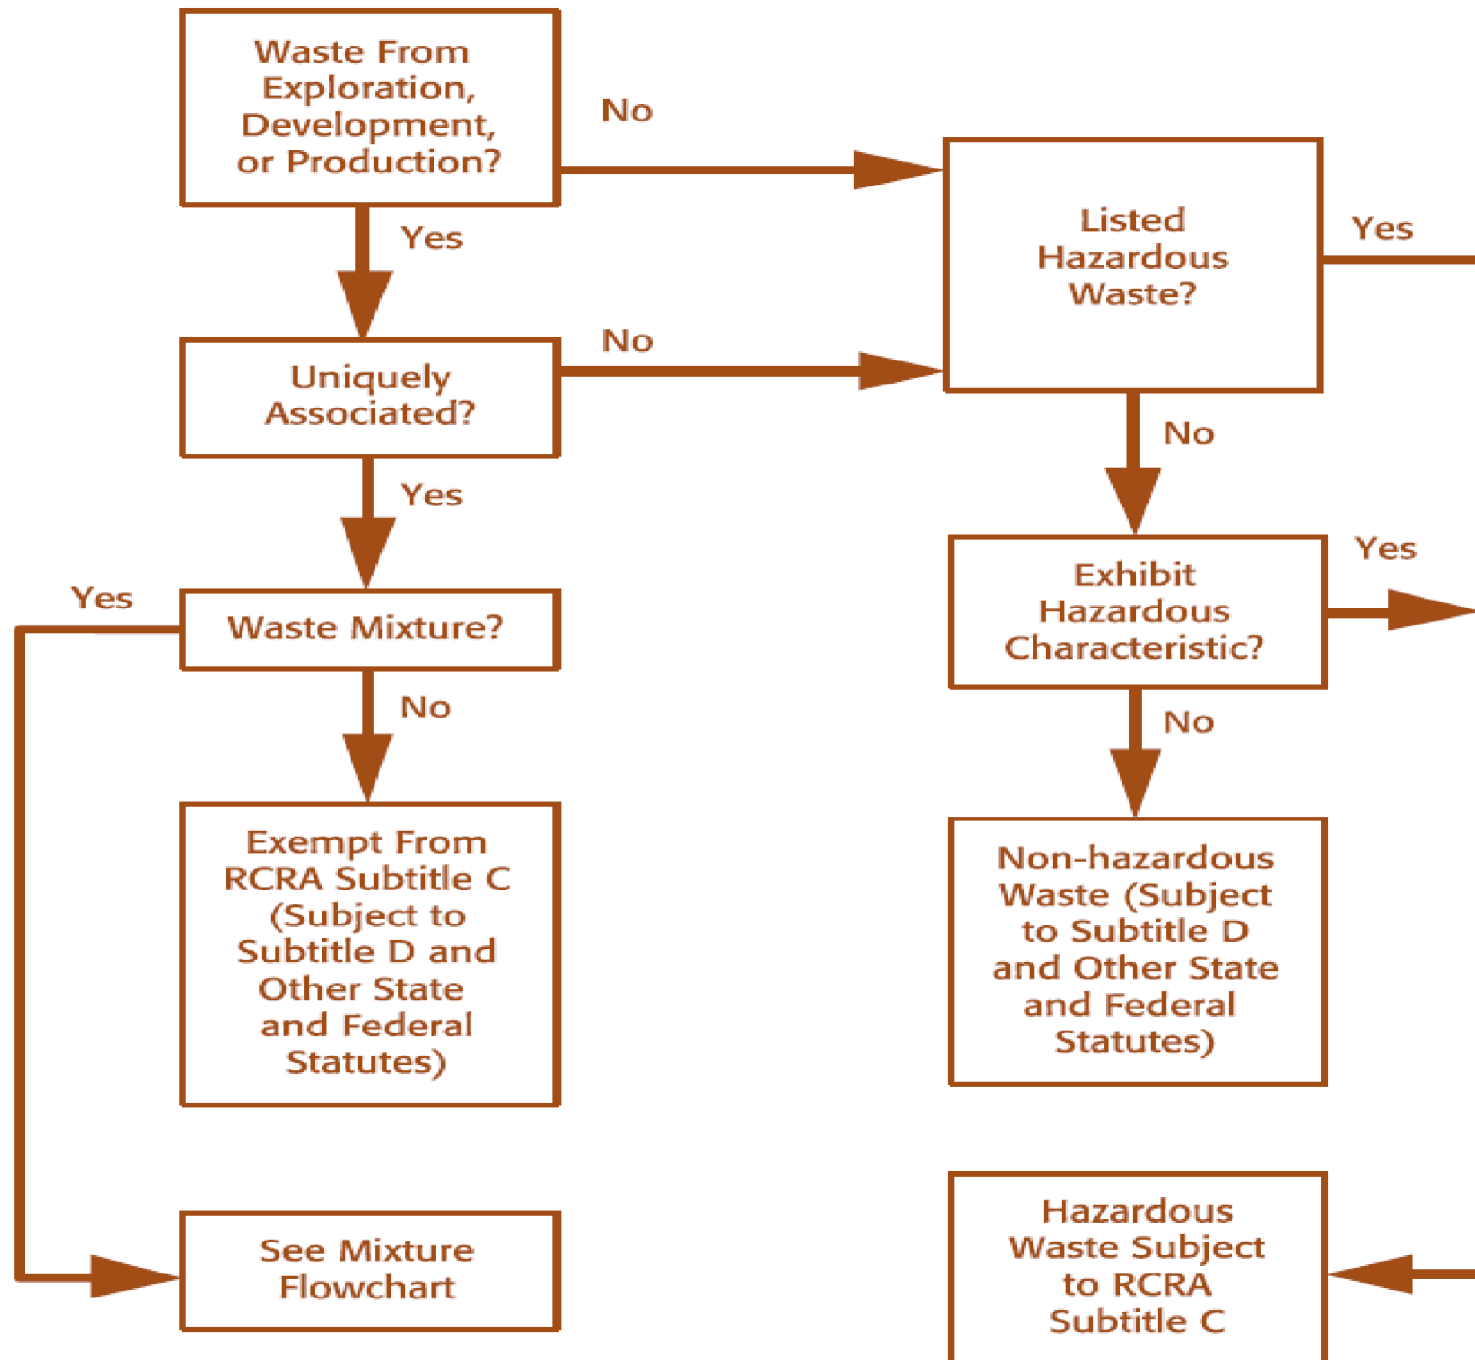 Waste From
Exploration,
Development,
or Production?
No
Yes
Listed
Hazardous
Waste?
Yes
Uniquely
Associated?
No
Yes
No
Exhibit
Hazardous
Characteristic?
Yes
Yes
Waste Mixture?
No
No
Exempt From
RCRA Subtitle C
(Subject to
Subtitle D and
Other State
and Federal
Statutes)
Non-hazardous
Waste (Subject
to Subtitle D
and Other State
and Federal
Statutes)
See Mixture
Flowchart
Hazardous
Waste Subject
to RCRA
Subtitle C